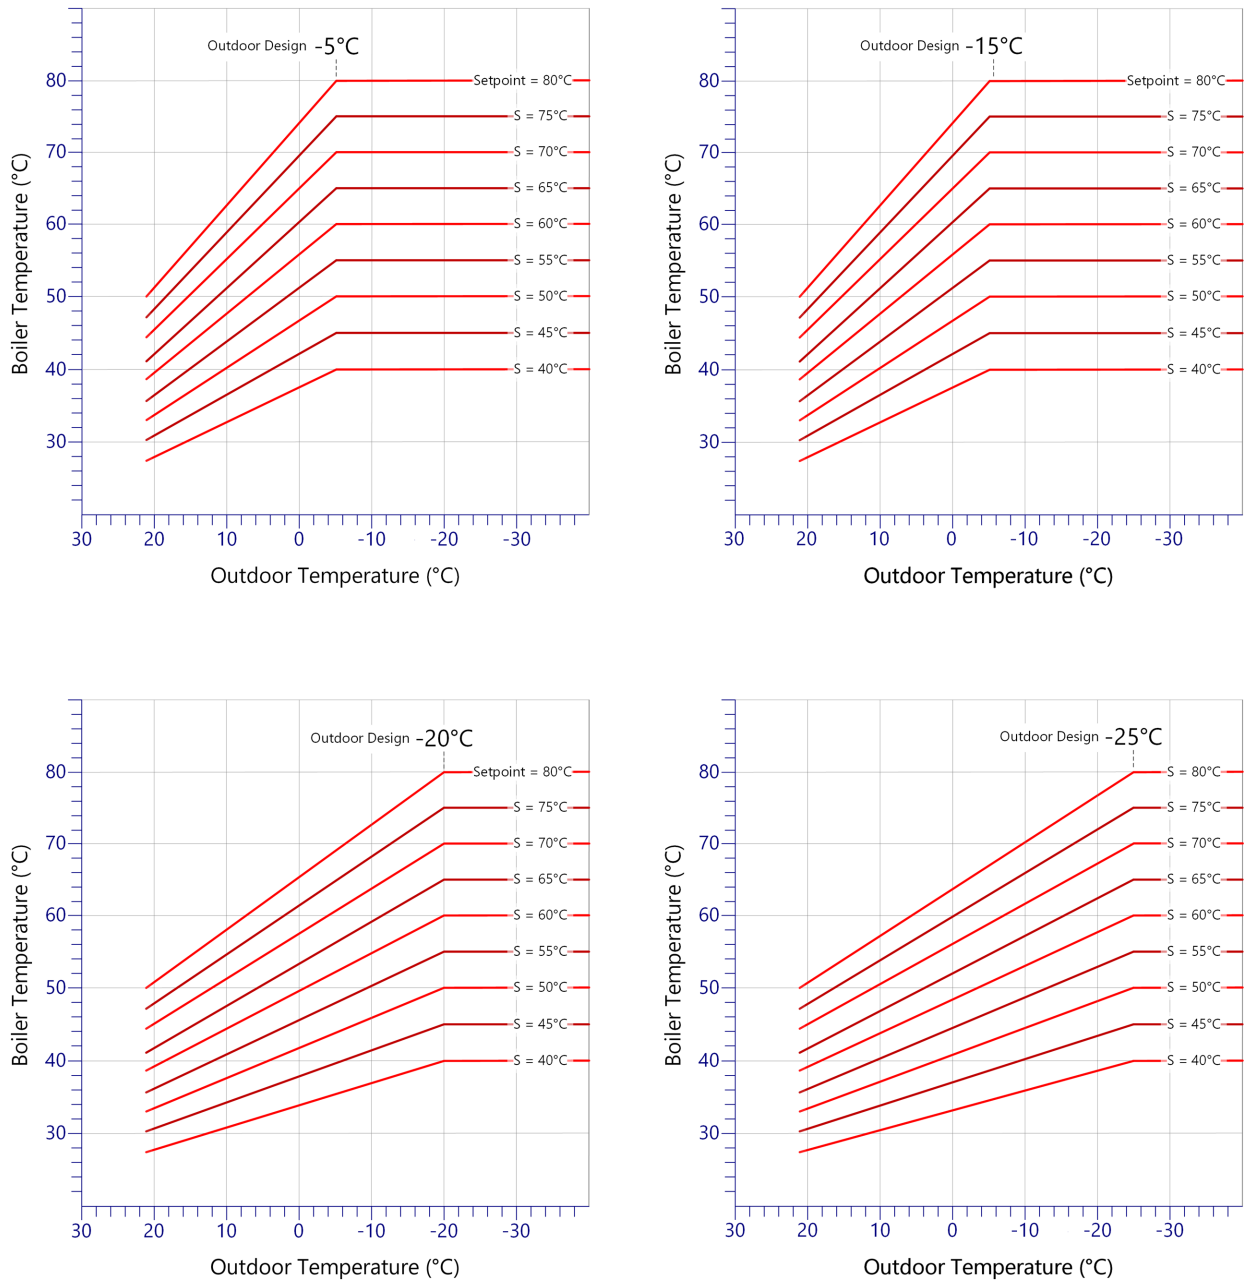 Outdoor Design -5°C
Setpoint = 80°C
S = 75°C
S = 70°C
S = 65°C
S = 60°C
S = 55°C
S = 50°C
S = 45°C
S = 40°C
80
70
60
50
40
30
Boiler Temperature (°C)
30 20 10 0 -10 -20 -30
Outdoor Temperature (°C)
Outdoor Design -15°C
Setpoint = 80°C
S = 75°C
S = 70°C
S = 65°C
S = 60°C
S = 55°C
S = 50°C
S = 45°C
S = 40°C
80
70
60
50
40
30
Boiler Temperature (°C)
30 20 10 0 -10 -20 -30
Outdoor Temperature (°C)
Outdoor Design -20°C
Setpoint = 80°C
S = 75°C
S = 70°C
S = 65°C
S = 60°C
S = 55°C
S = 50°C
S = 45°C
S = 40°C
80
70
60
50
40
30
Boiler Temperature (°C)
30 20 10 0 -10 -20 -30
Outdoor Temperature (°C)
Outdoor Design -25°C
S = 80°C
S = 75°C
S = 70°C
S = 65°C
S = 60°C
S = 55°C
S = 50°C
S = 45°C
S = 40°C
80
70
60
50
40
30
Boiler Temperature (°C)
30 20 10 0 -10 -20 -30
Outdoor Temperature (°C)